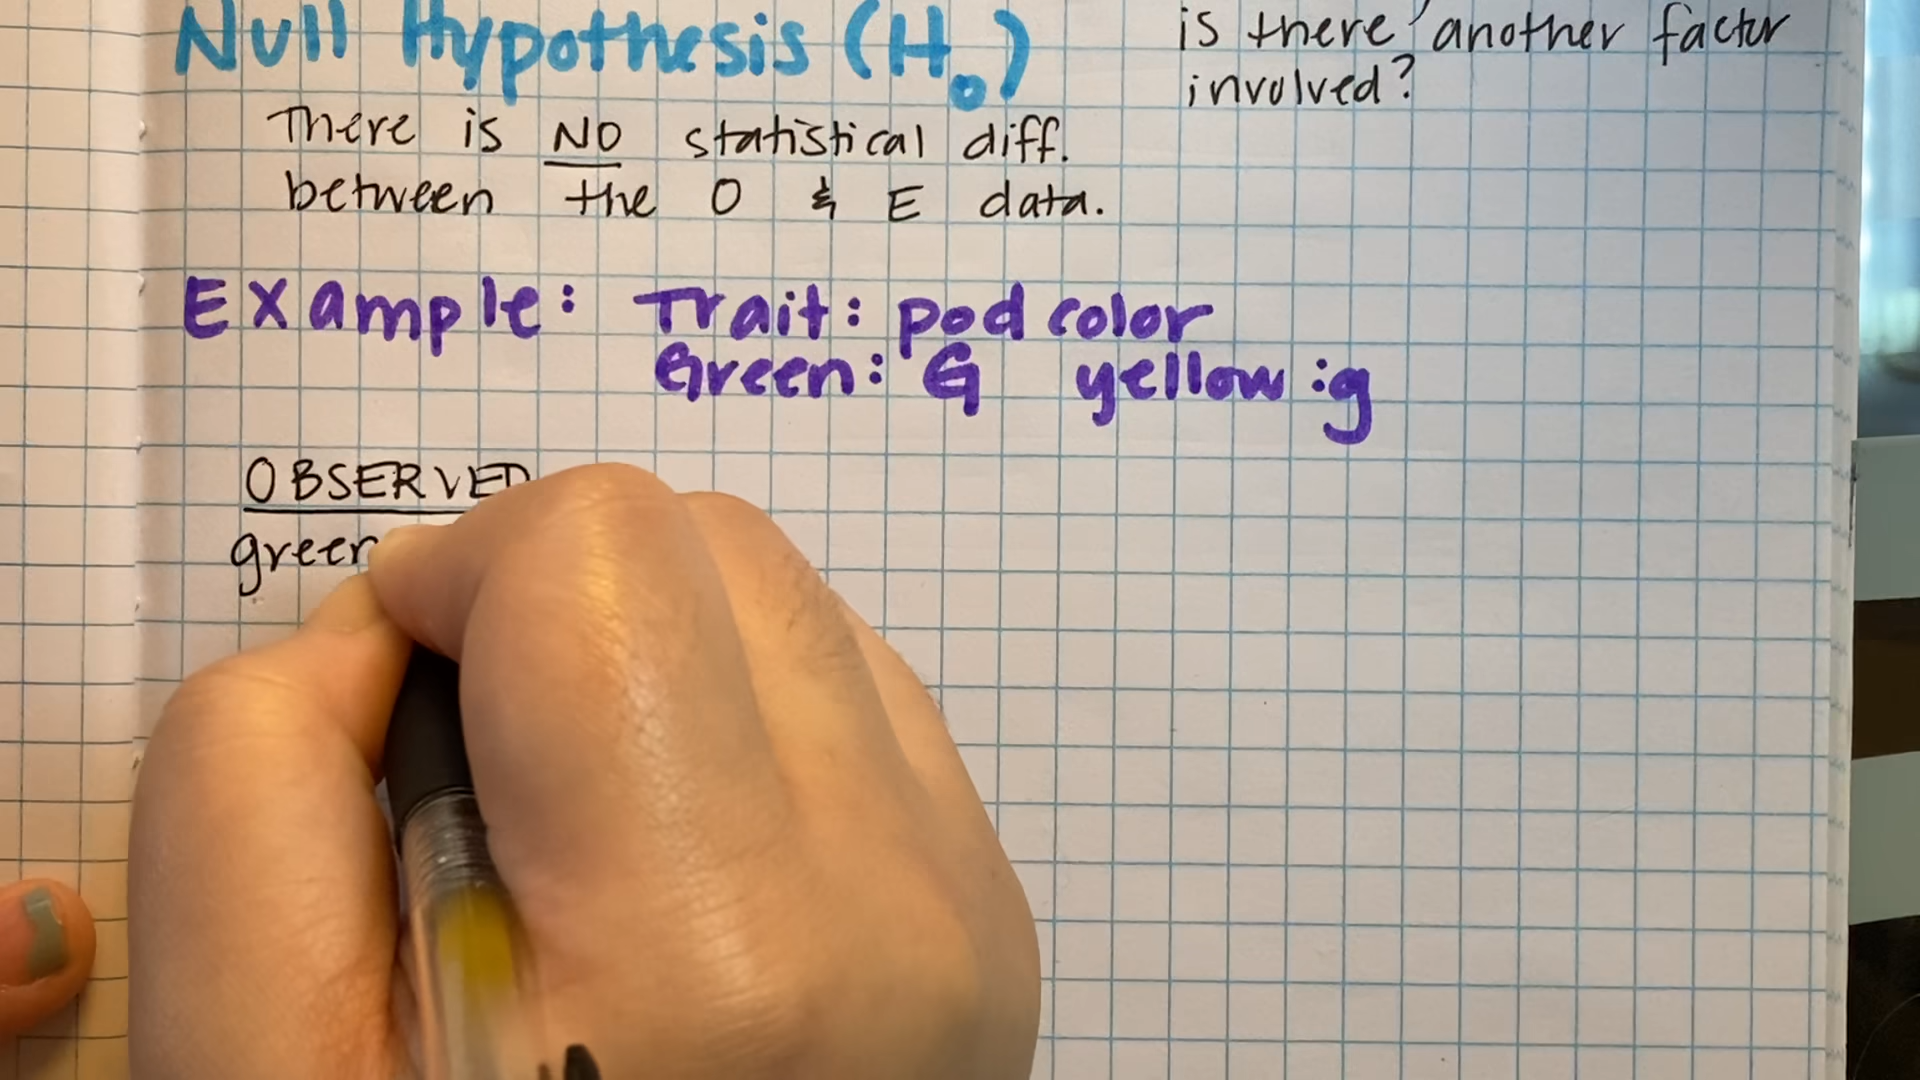 Null Hypothesis (H₀)
There is NO statistical diff.
between the O & E data.
is there another factor
involved?
Example: Trait: pod color
Green: G yellow: g
OBSERVED
green